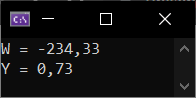 W = -234,33
Y = 0,73